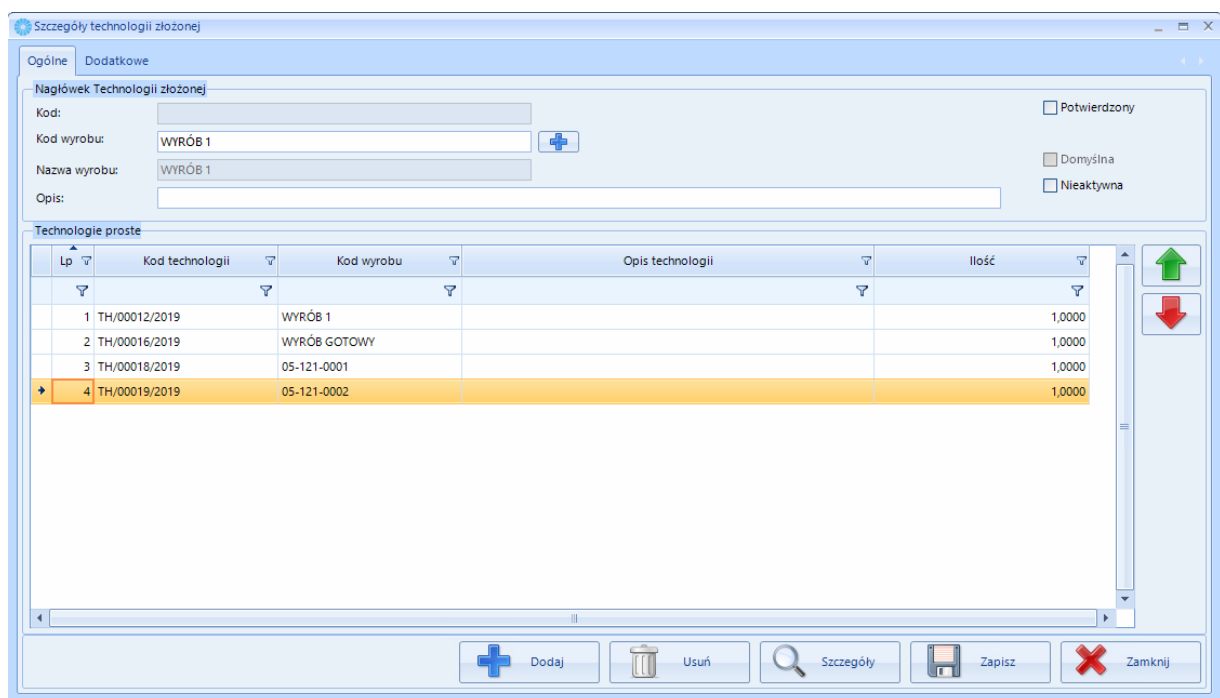 Szczegóły technologii złożonej
Ogólne Dodatkowe
Nagłówek Technologii złożonej
Kod: Potwierdzony
Kod wyrobu: WYRÓB 1
Domyślna
Nazwa wyrobu: WYRÓB 1
Nieaktywna
Opis:
Technologie proste
Lp Kod technologii Kod wyrobu Opis technologii Ilość
1 TH/00012/2019 WYRÓB 1 1,0000
2 TH/00016/2019 WYRÓB GOTOWY 1,0000
3 TH/00018/2019 05-121-0001 1,0000
4 TH/00019/2019 05-121-0002 1,0000
Dodaj Usuń Szczegóły Zapisz Zamknij